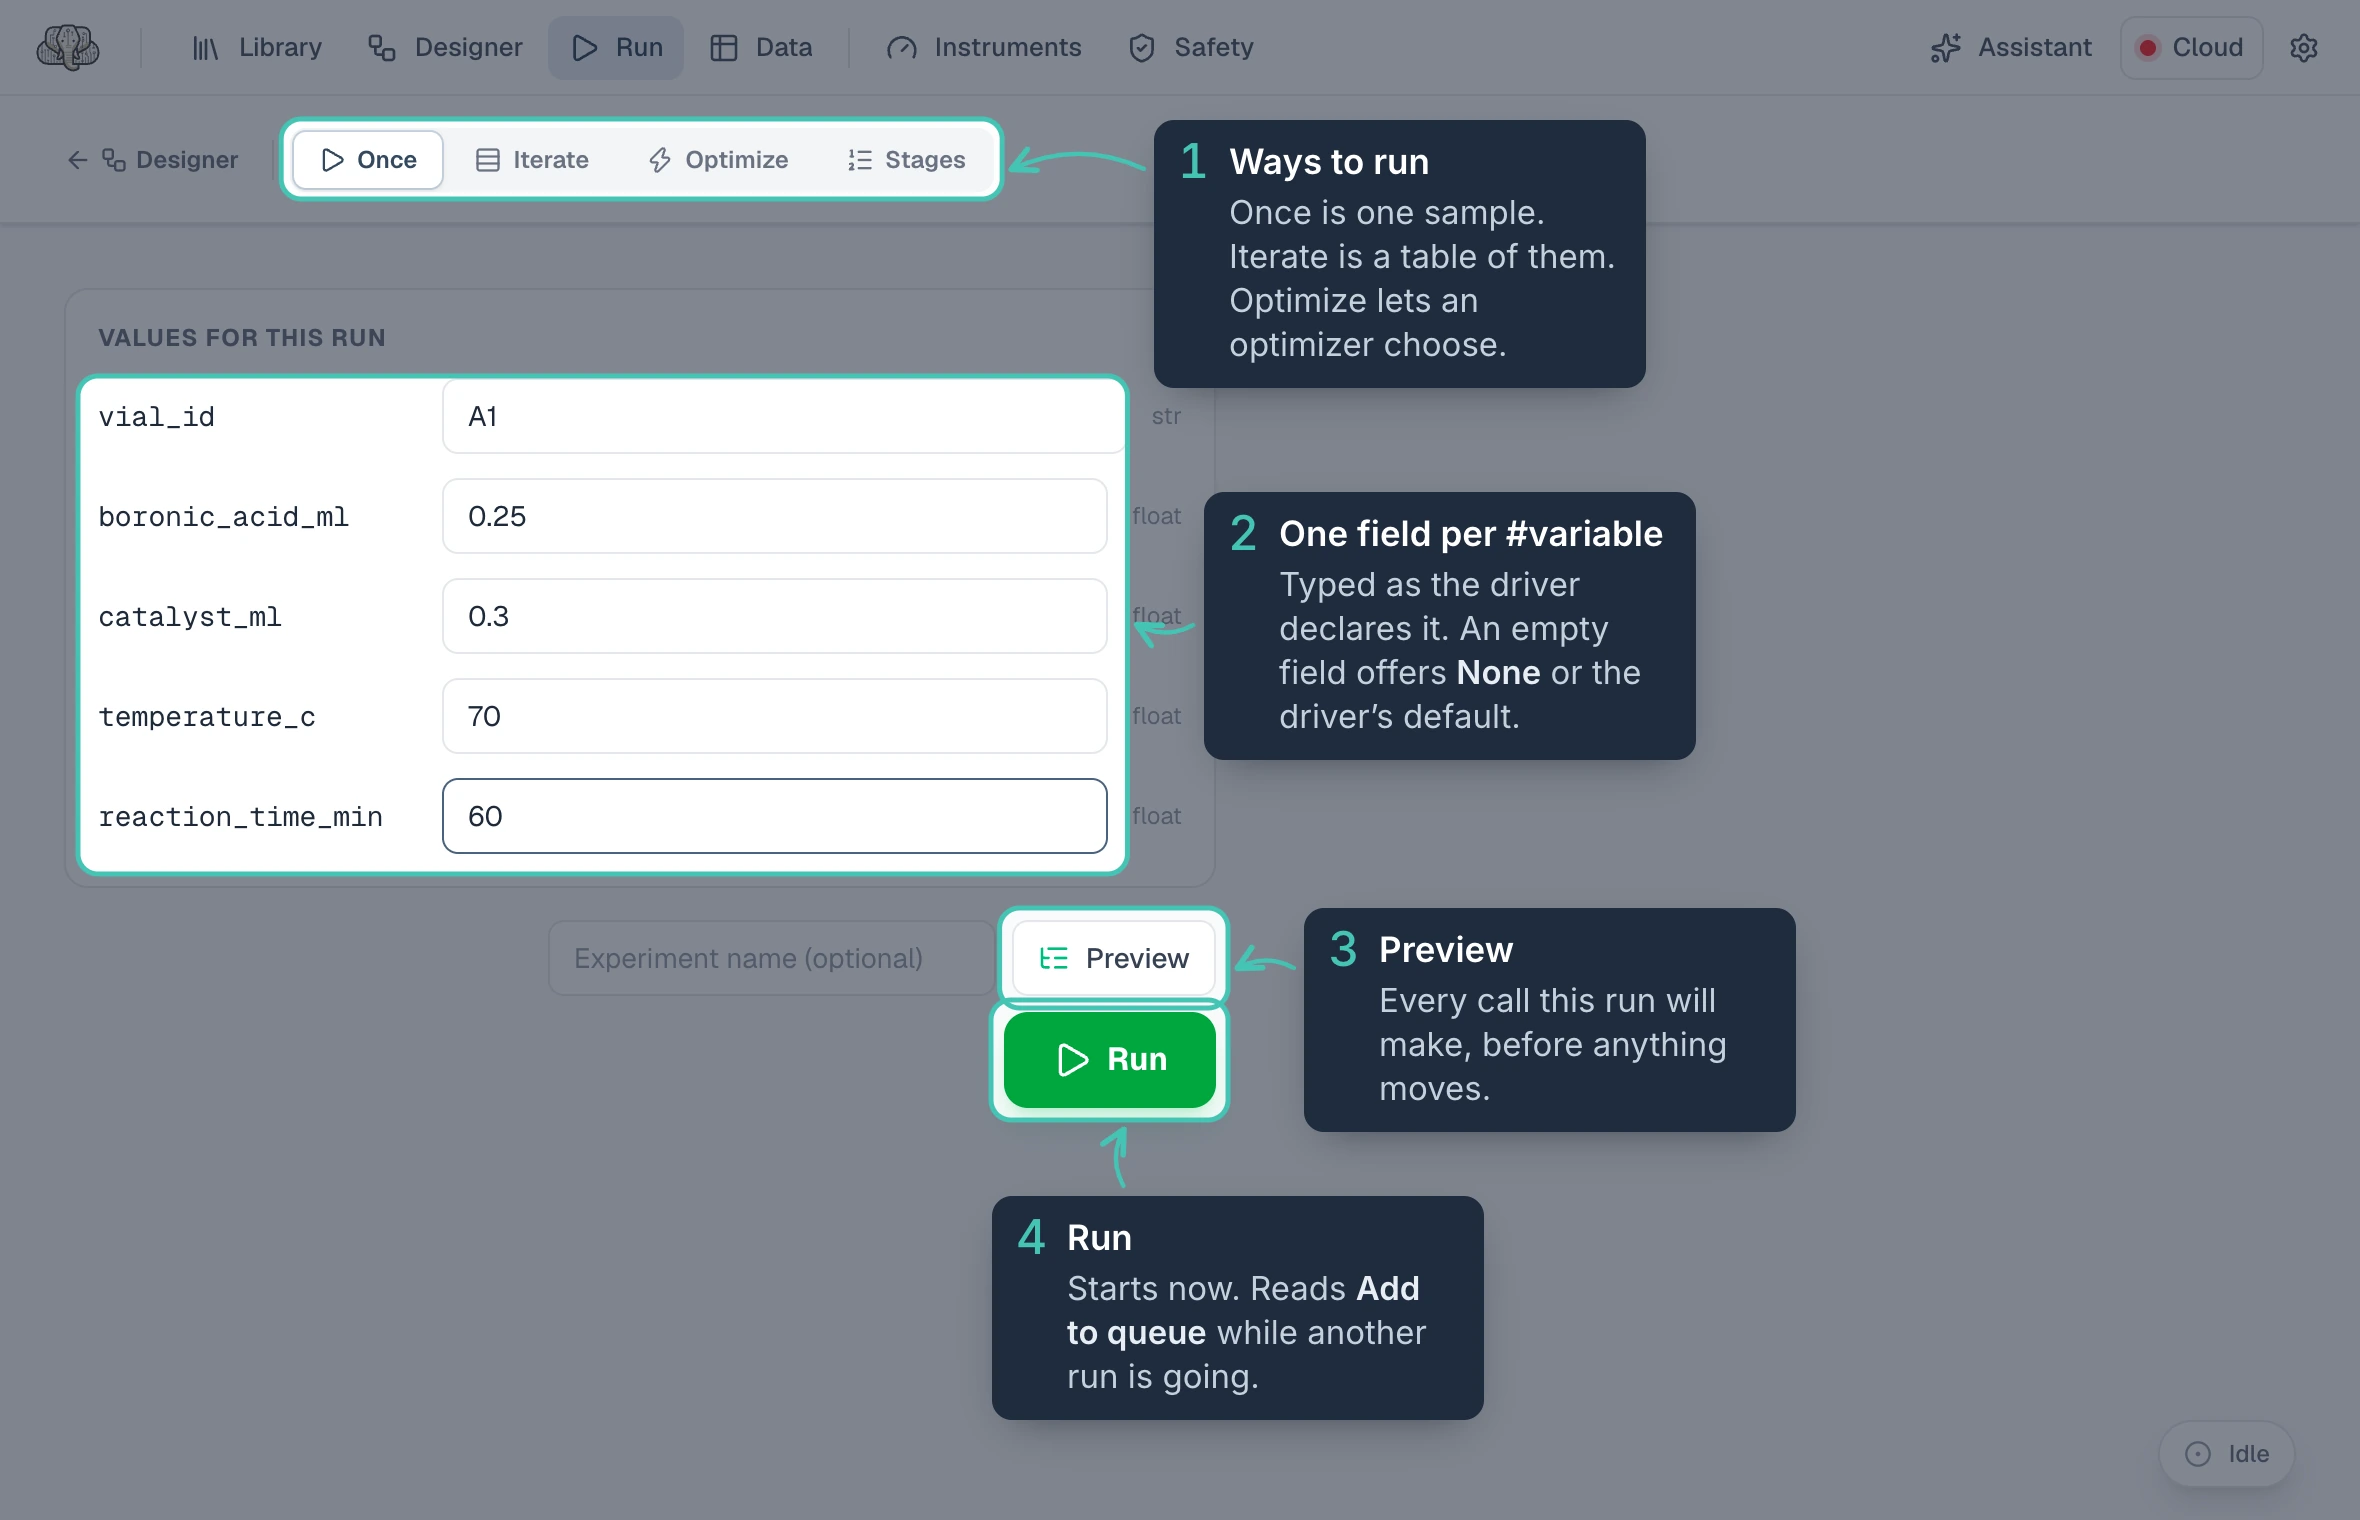 Library
Designer
Run
Data
Instruments
Safety
Assistant
Cloud
Designer
Once
Iterate
Optimize
Stages
1 Ways to run
Once is one sample.
Iterate is a table of them.
Optimize lets an
optimizer choose.
VALUES FOR THIS RUN
vial_id
A1
str
boronic_acid_ml
0.25
float
catalyst_ml
0.3
float
temperature_c
70
float
reaction_time_min
60
float
2 One field per #variable
Typed as the driver
declares it. An empty
field offers None or the
driver’s default.
Experiment name (optional)
Preview
Run
3 Preview
Every call this run will
make, before anything
moves.
4 Run
Starts now. Reads Add
to queue while another
run is going.
Idle